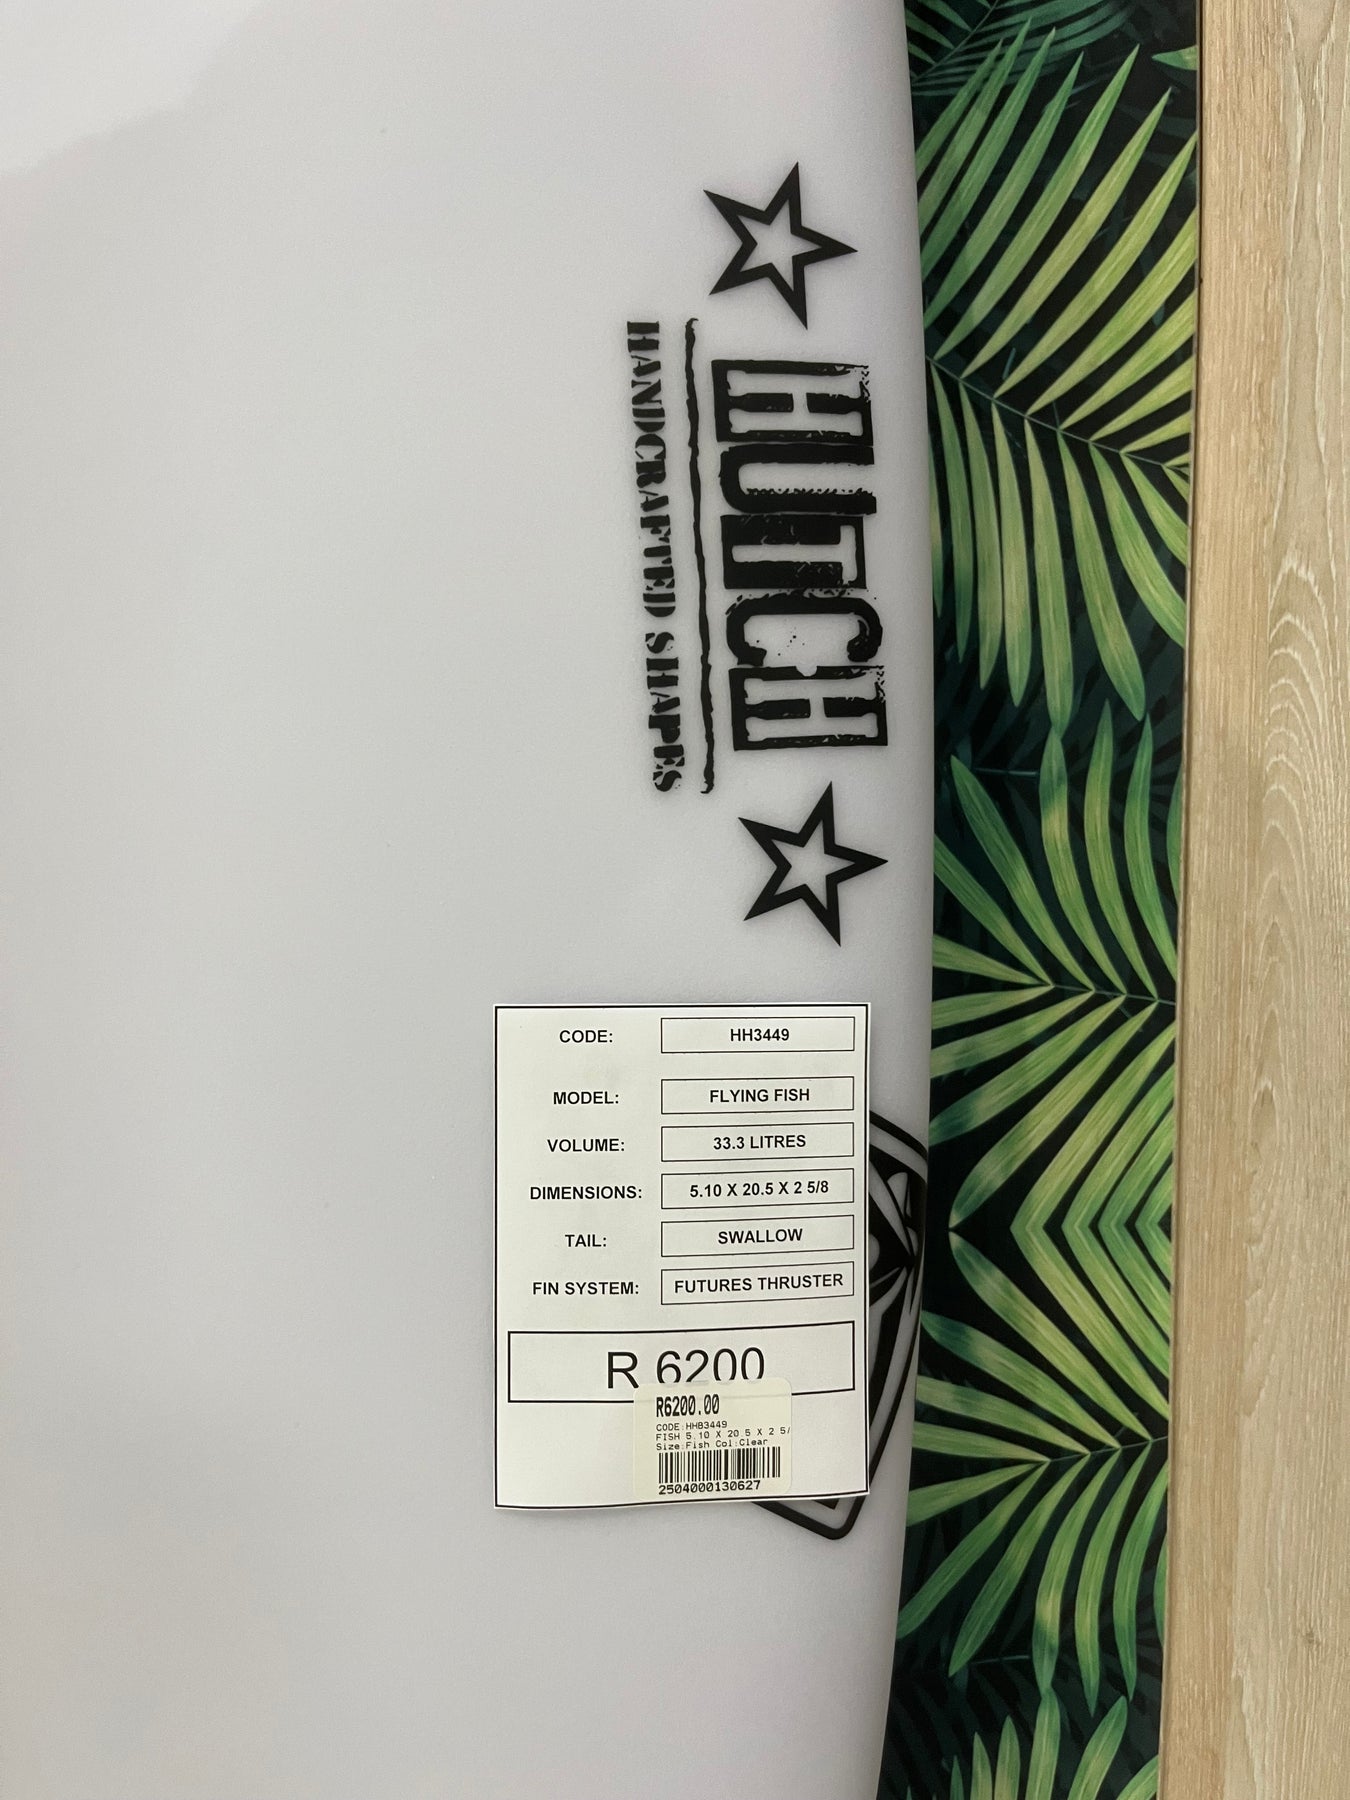 HUTCH
HANDCRAFTED SHAPES
CODE: HH3449
MODEL: FLYING FISH
VOLUME: 33.3 LITRES
DIMENSIONS: 5.10 X 20.5 X 2 5/8
TAIL: SWALLOW
FIN SYSTEM: FUTURES THRUSTER
R 6200
R6200.00
CODE:HHB3449
FISH 5.10 X 20.5 X 2 5/
Size:Fish Col:Clear
2504000130627